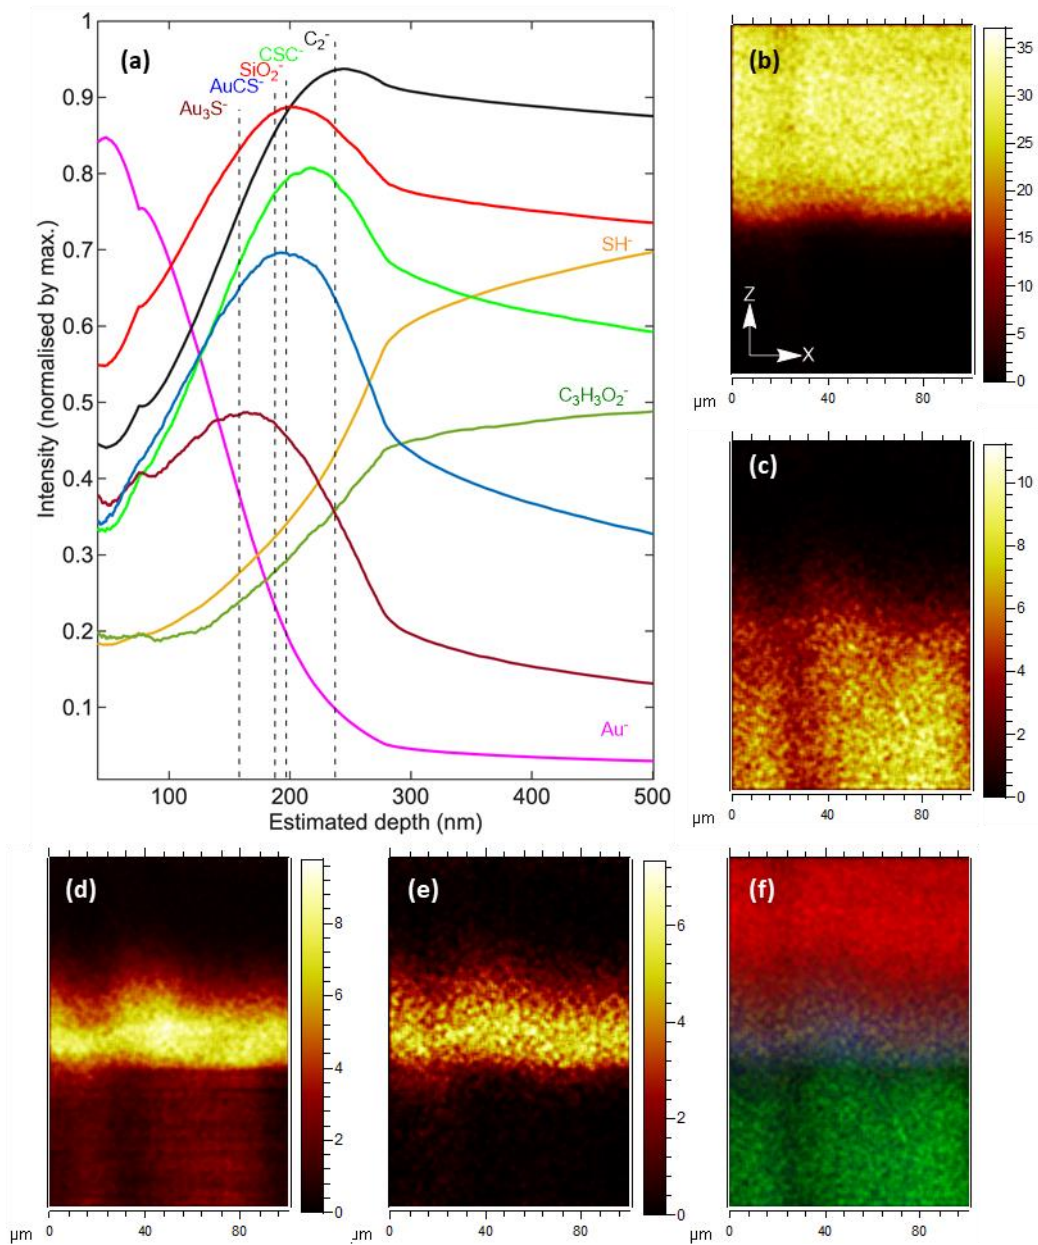 (a)
C₂⁻
CSC⁻
SiO₂⁻
AuCS⁻
Au₃S⁻
SH⁻
C₃H₃O₂⁻
Au⁻
Intensity (normalised by max.)
1
0.9
0.8
0.7
0.6
0.5
0.4
0.3
0.2
0.1
100 200 300 400 500
Estimated depth (nm)
(b)
Z
X
35
30
25
20
15
10
5
0
µm 0 40 80
(c)
10
8
6
4
2
0
µm 0 40 80
(d)
8
6
4
2
0
µm 0 40 80
(e)
6
4
2
0
µm 0 40 80
(f)
µm 0 40 80